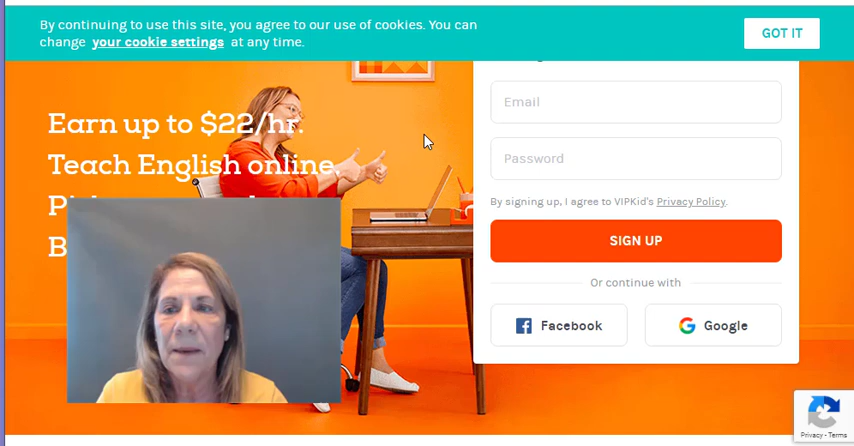 By continuing to use this site, you agree to our use of cookies. You can
change your cookie settings at any time.
GOT IT
Earn up to $22/hr.
Teach English online.
Email
Password
By signing up, I agree to VIPKid's Privacy Policy.
SIGN UP
Or continue with
Facebook
Google
Privacy - Terms